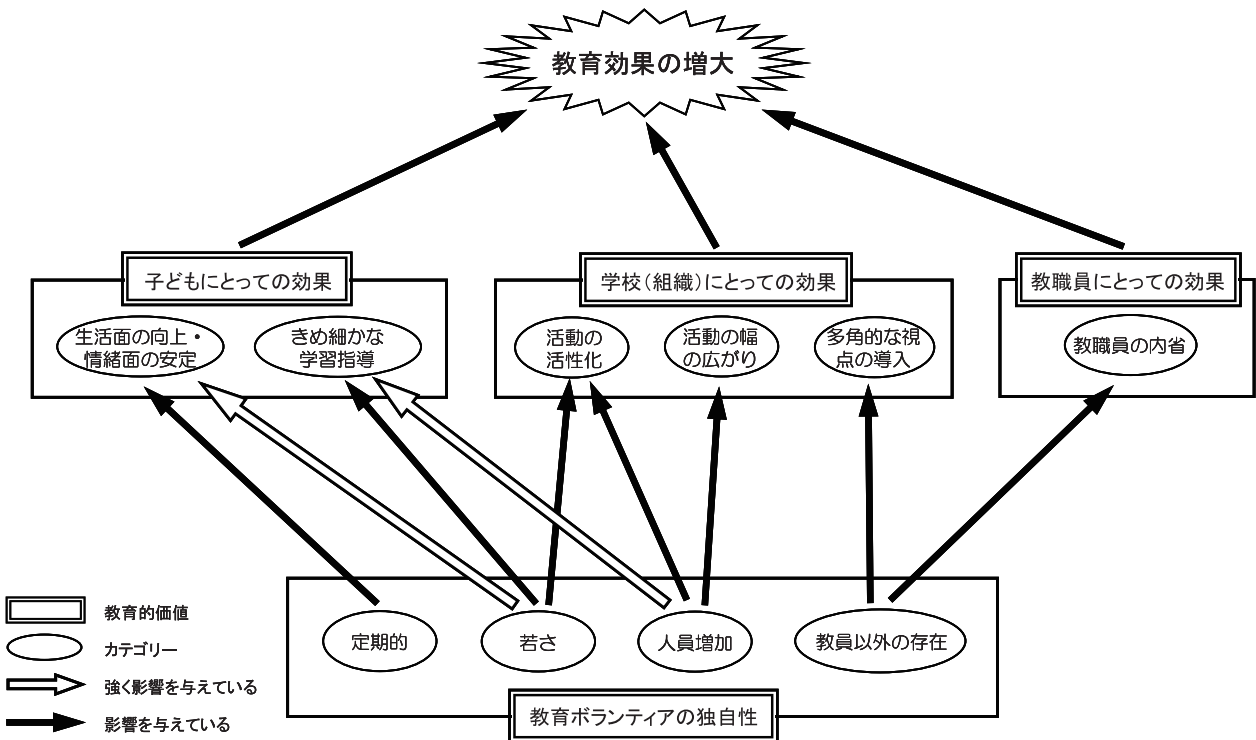 教育効果の増大
子どもにとっての効果
生活面の向上・
情緒面の安定
きめ細かな
学習指導
学校(組織)にとっての効果
活動の
活性化
活動の幅
の広がり
多角的な視
点の導入
教職員にとっての効果
教職員の内省
定期的
若さ
人員増加
教員以外の存在
教育ボランティアの独自性
教育的価値
カテゴリー
強く影響を与えている
影響を与えている